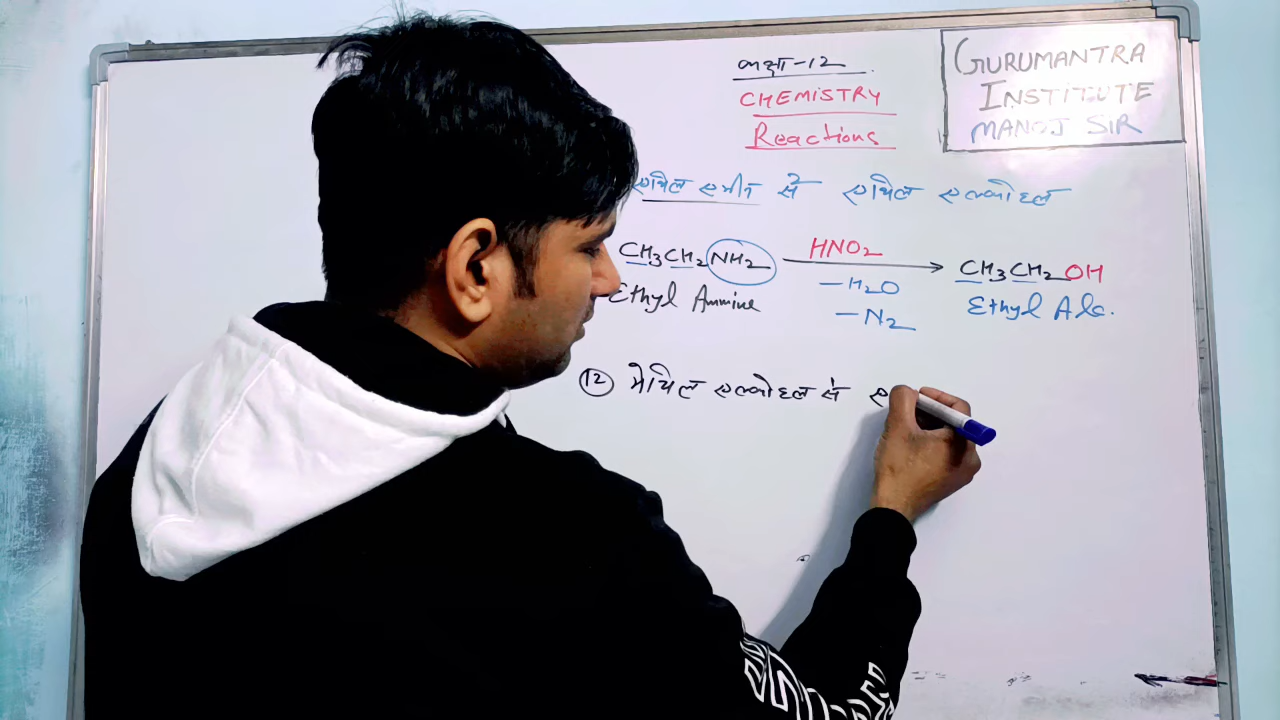 कक्षा-12
CHEMISTRY
Reactions
GURUMANTRA
INSTITUTE
MANOJ SIR
एथिल एमीन से एथिल एल्कोहल
CH3CH2NH2 HNO2 CH3CH2OH
-H2O
-N2
Ethyl Ammine Ethyl Alc.
12 मेथिल एल्कोहल से ए